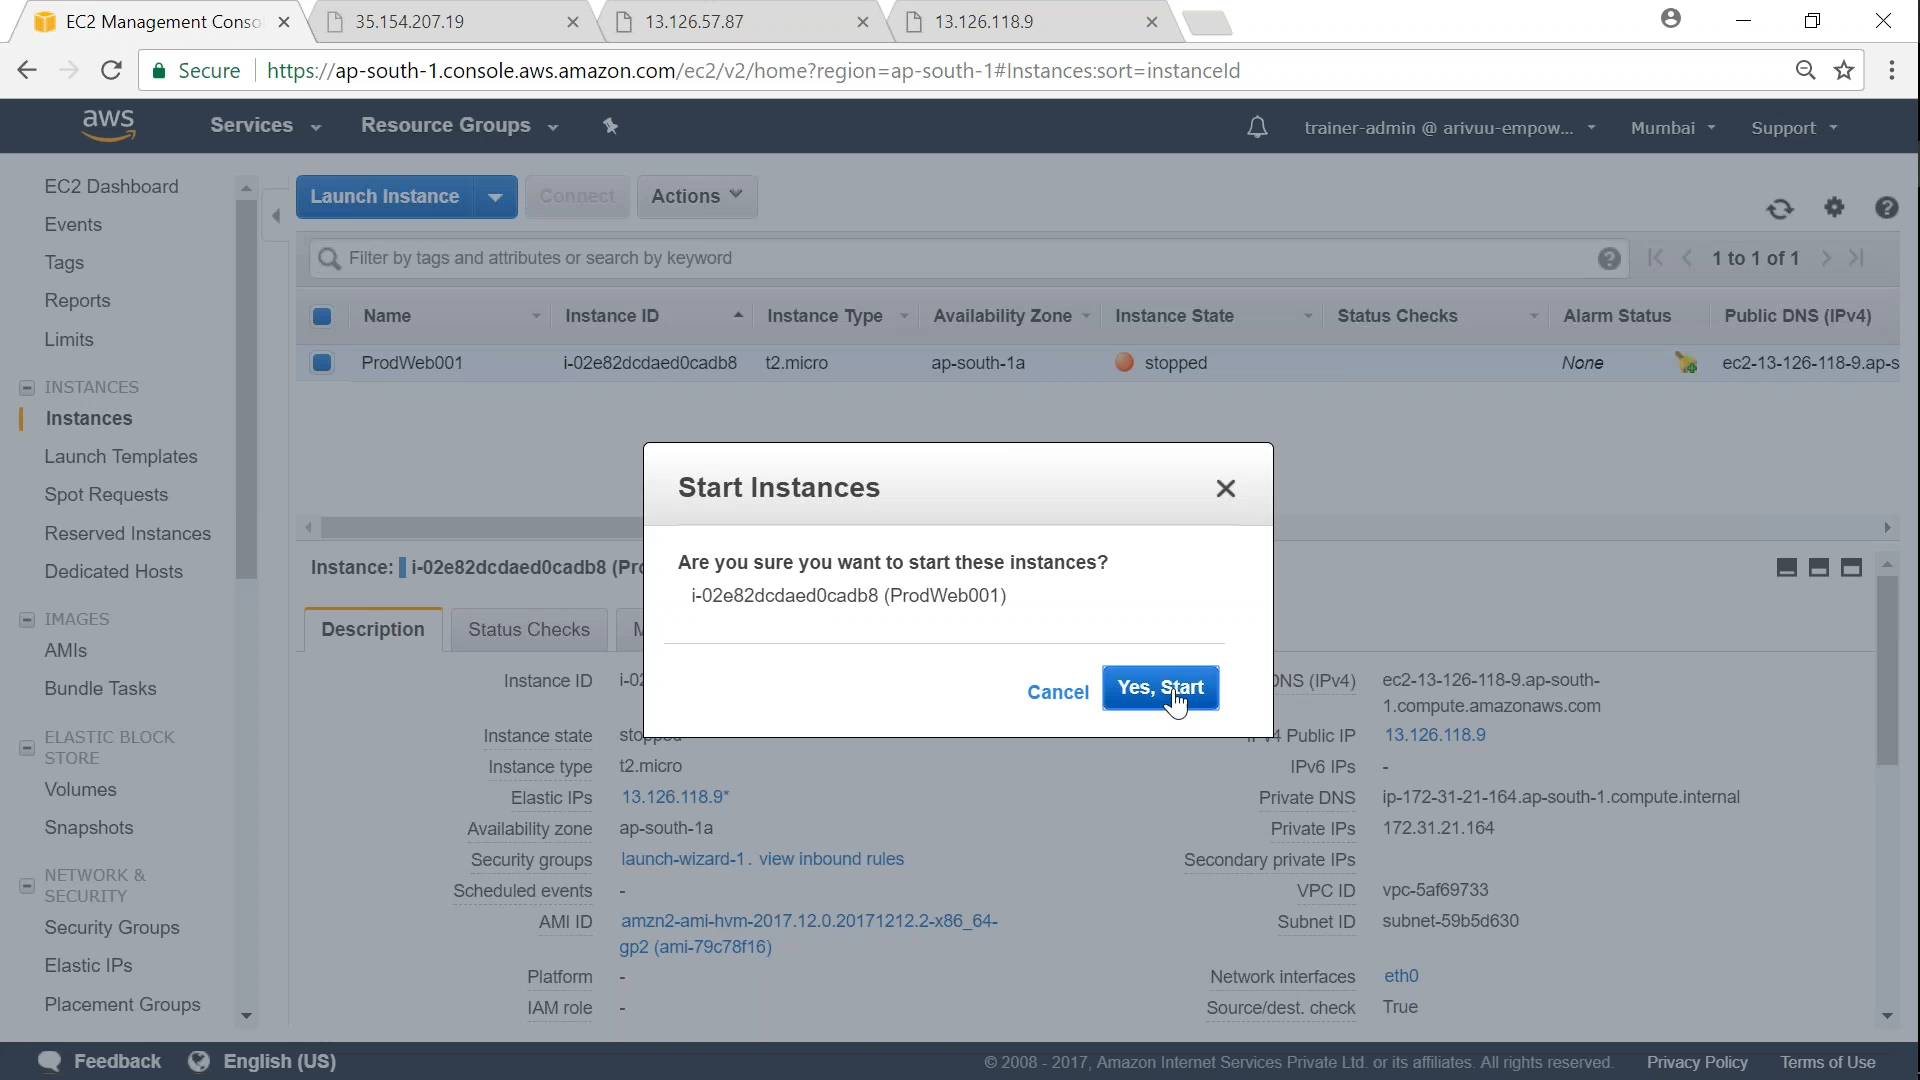 EC2 Management Conso
35.154.207.19
13.126.57.87
13.126.118.9
Secure
https://ap-south-1.console.aws.amazon.com/ec2/v2/home?region=ap-south-1#Instances:sort=instanceId
aws
Services
Resource Groups
trainer-admin @ arivuu-empow...
Mumbai
Support
EC2 Dashboard
Events
Tags
Reports
Limits
INSTANCES
Instances
Launch Templates
Spot Requests
Reserved Instances
Dedicated Hosts
IMAGES
AMIs
Bundle Tasks
ELASTIC BLOCK
STORE
Volumes
Snapshots
NETWORK &
SECURITY
Security Groups
Elastic IPs
Placement Groups
Launch Instance
Connect
Actions
Filter by tags and attributes or search by keyword
1 to 1 of 1
Name Instance ID Instance Type Availability Zone Instance State Status Checks Alarm Status Public DNS (IPv4)
ProdWeb001 i-02e82dcdaed0cadb8 t2.micro ap-south-1a stopped None ec2-13-126-118-9.ap-s
Start Instances
Are you sure you want to start these instances?
i-02e82dcdaed0cadb8 (ProdWeb001)
Cancel
Yes, Start
Instance: i-02e82dcdaed0cadb8 (Pro
Description
Status Checks
M
Instance ID i-02
Instance state stopped
Instance type t2.micro
Elastic IPs 13.126.118.9*
Availability zone ap-south-1a
Security groups launch-wizard-1. view inbound rules
Scheduled events -
AMI ID amzn2-ami-hvm-2017.12.0.20171212.2-x86_64-
gp2 (ami-79c78f16)
Platform -
IAM role -
DNS (IPv4) ec2-13-126-118-9.ap-south-
1.compute.amazonaws.com
IPv4 Public IP 13.126.118.9
IPv6 IPs -
Private DNS ip-172-31-21-164.ap-south-1.compute.internal
Private IPs 172.31.21.164
Secondary private IPs
VPC ID vpc-5af69733
Subnet ID subnet-59b5d630
Network interfaces eth0
Source/dest. check True
Feedback
English (US)
© 2008 - 2017, Amazon Internet Services Private Ltd. or its affiliates. All rights reserved.
Privacy Policy
Terms of Use